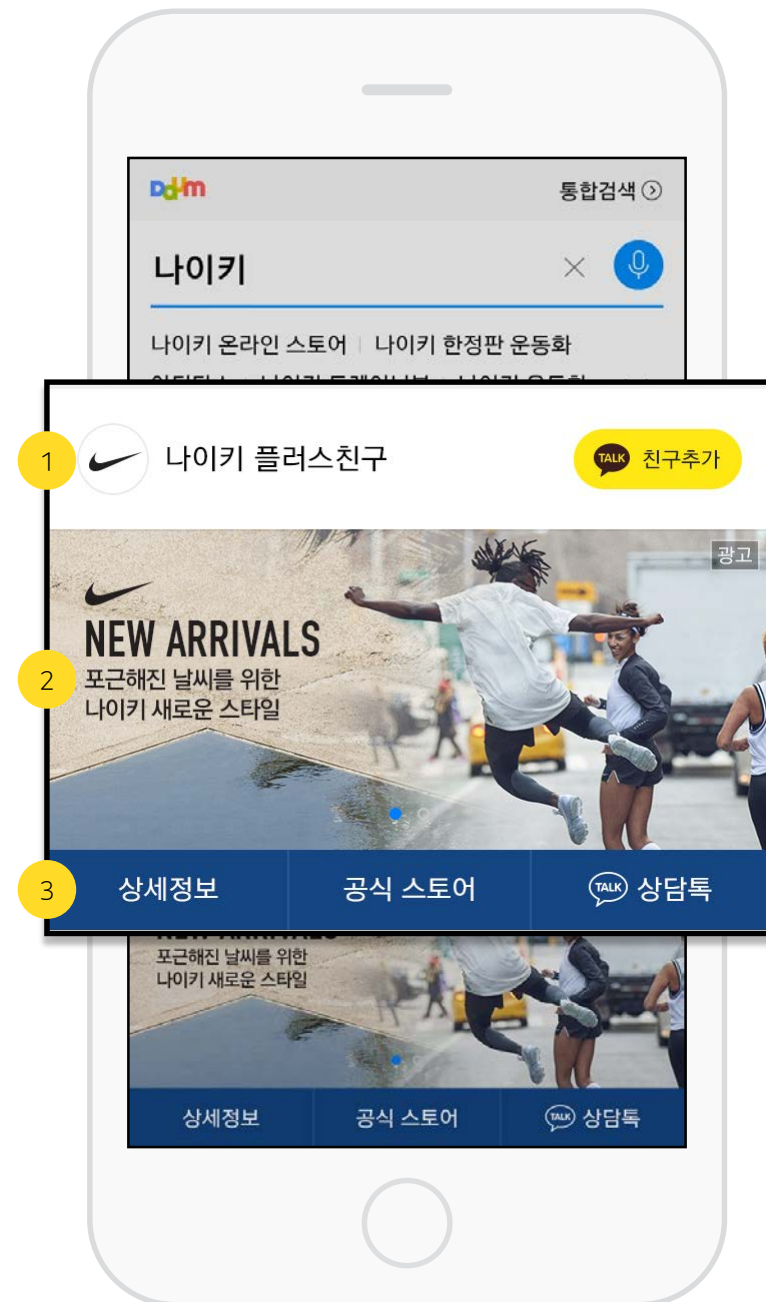 Daum
통합검색
나이키
나이키 온라인 스토어 나이키 한정판 운동화
1 나이키 플러스친구 TALK 친구추가
광고
NEW ARRIVALS
2 포근해진 날씨를 위한
나이키 새로운 스타일
3 상세정보 공식 스토어 TALK 상담톡
포근해진 날씨를 위한
나이키 새로운 스타일
상세정보 공식 스토어 TALK 상담톡